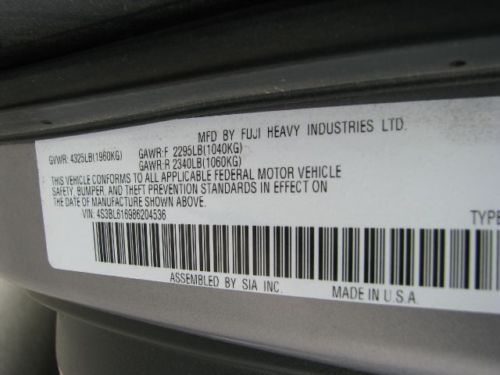 MFD BY FUJI HEAVY INDUSTRIES LTD.
GVWR: 4325LB(1960KG) GAWR:F 2295LB(1040KG)
GAWR:R 2340LB(1060KG)
THIS VEHICLE CONFORMS TO ALL APPLICABLE FEDERAL MOTOR VEHICLE
SAFETY, BUMPER, AND THEFT PREVENTION STANDARDS IN EFFECT ON
THE DATE OF MANUFACTURE SHOWN ABOVE.
VIN: 4S3BL616986204536 TYPE
ASSEMBLED BY SIA INC. MADE IN U.S.A.